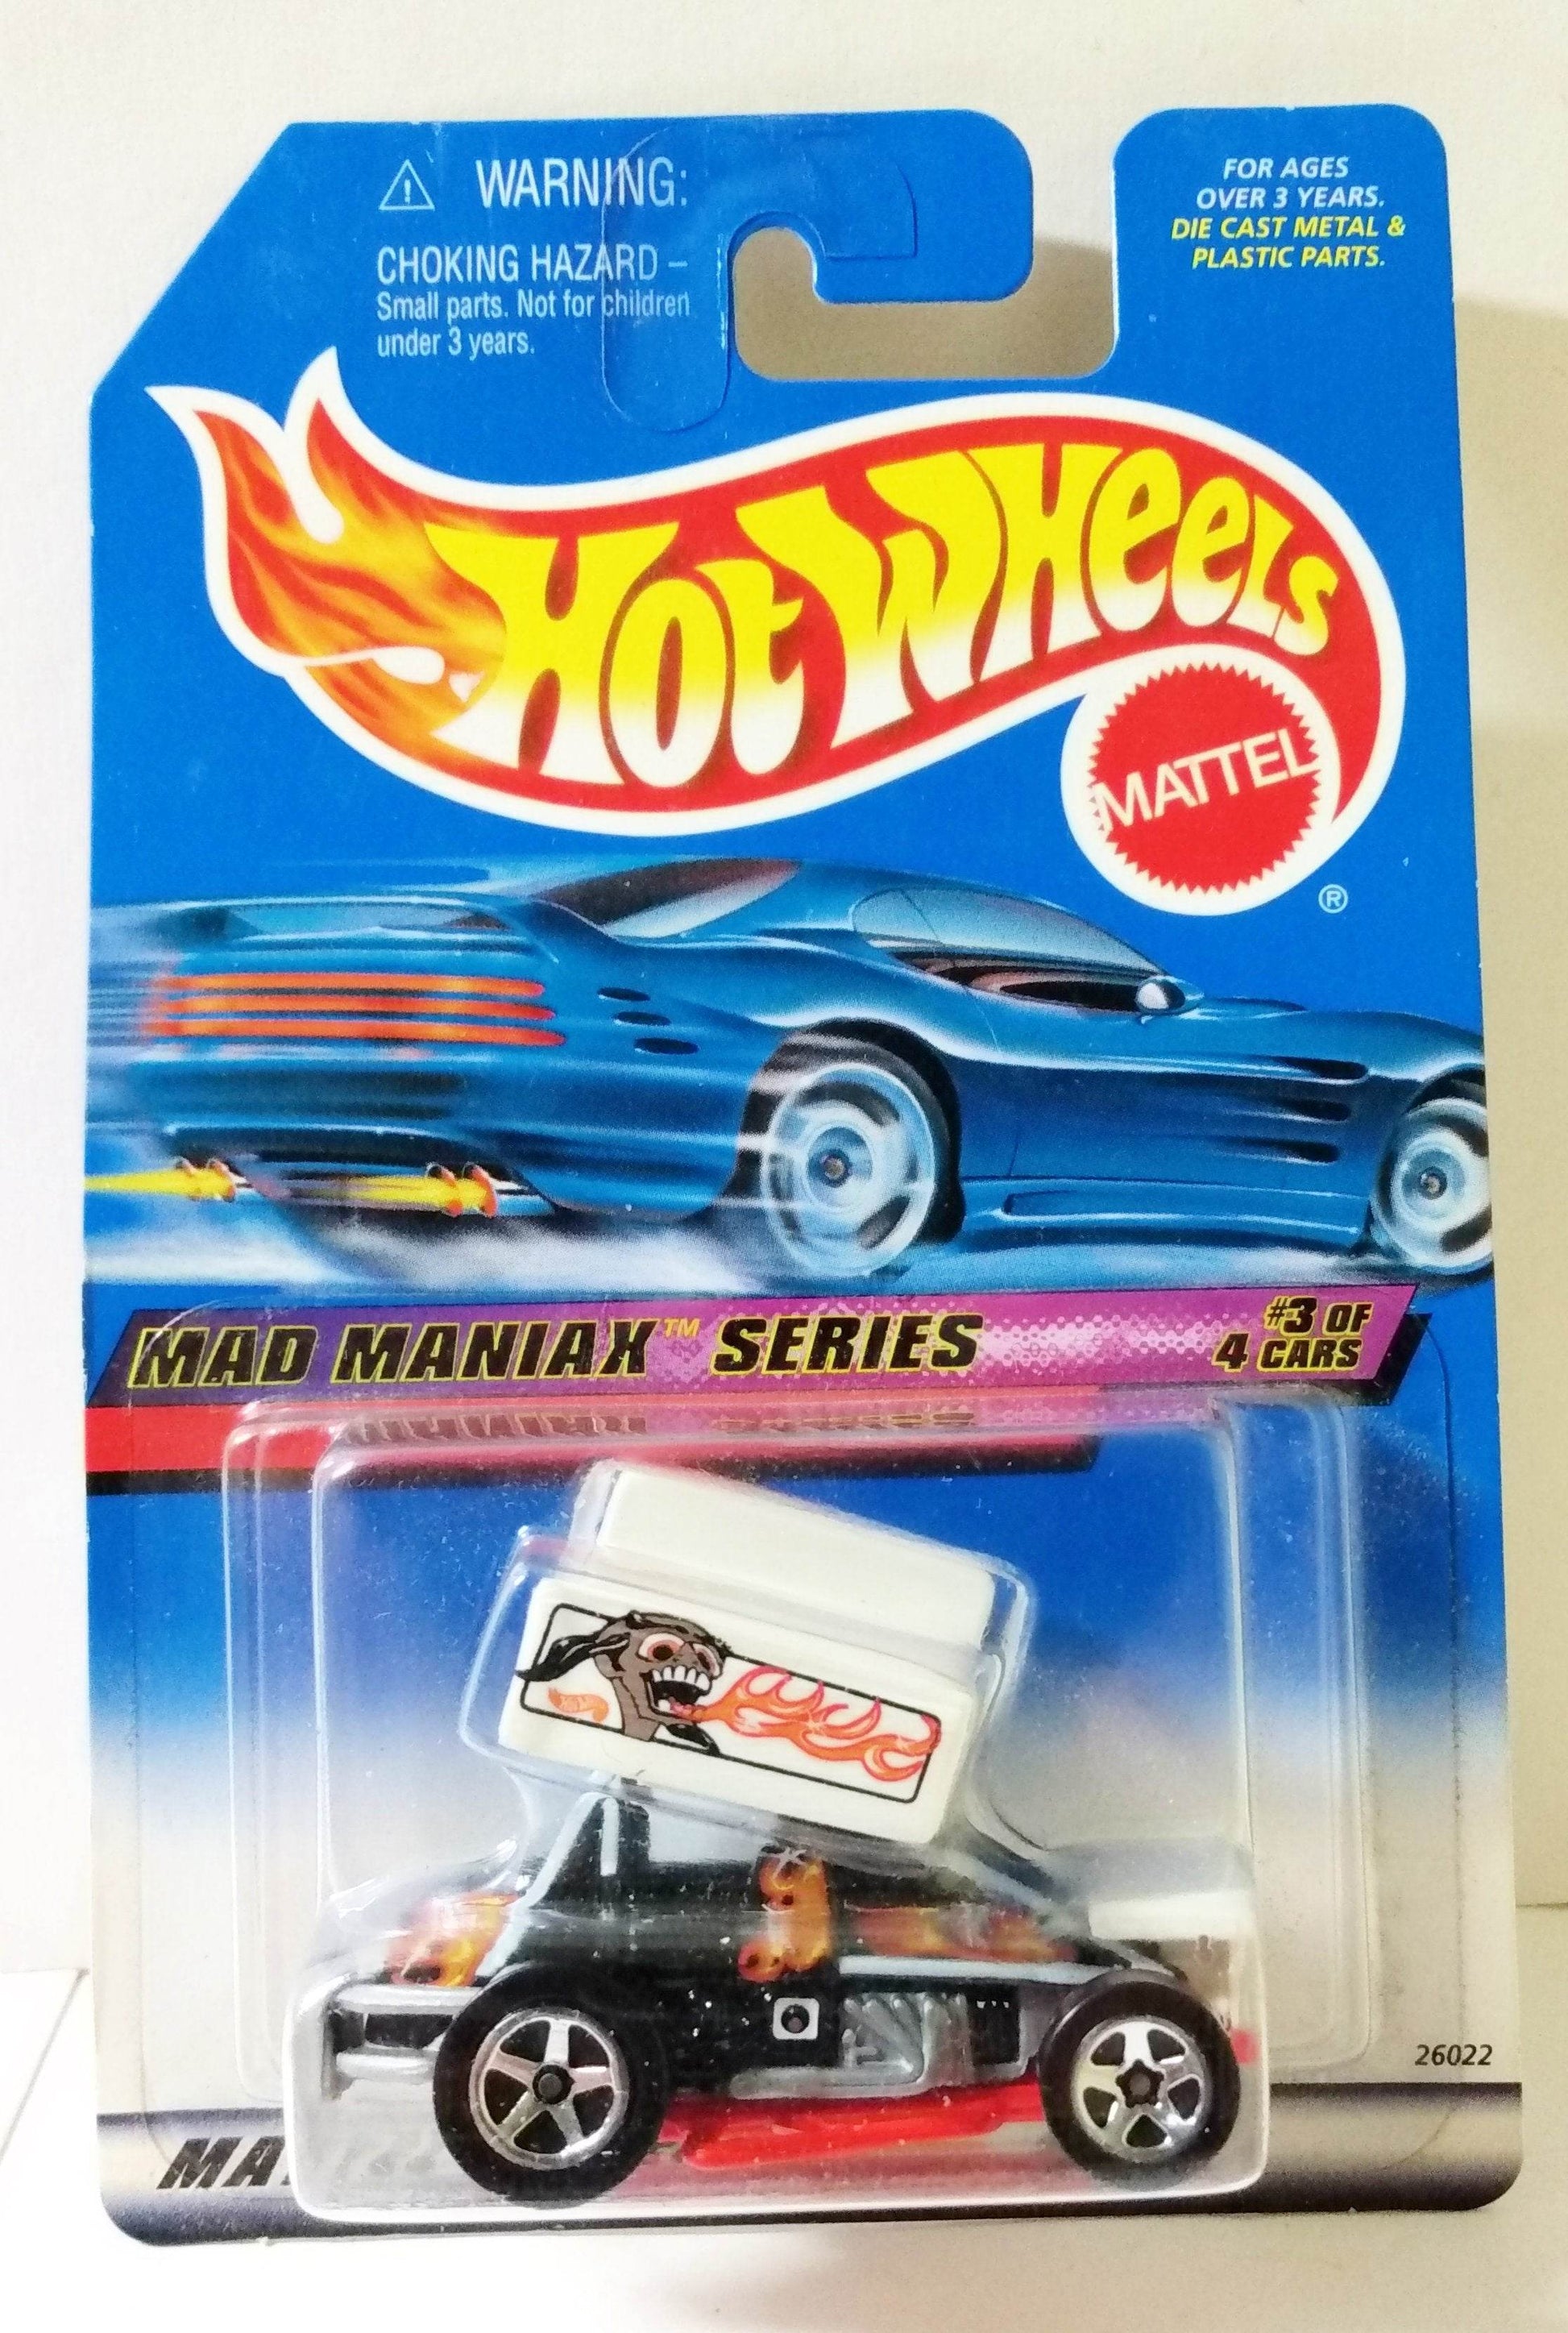 WARNING:
CHOKING HAZARD –
Small parts. Not for children
under 3 years.
FOR AGES
OVER 3 YEARS.
DIE CAST METAL &
PLASTIC PARTS.
HOT WHEELS
MATTEL
®
MAD MANIAX™ SERIES
#3 OF
4 CARS
26022